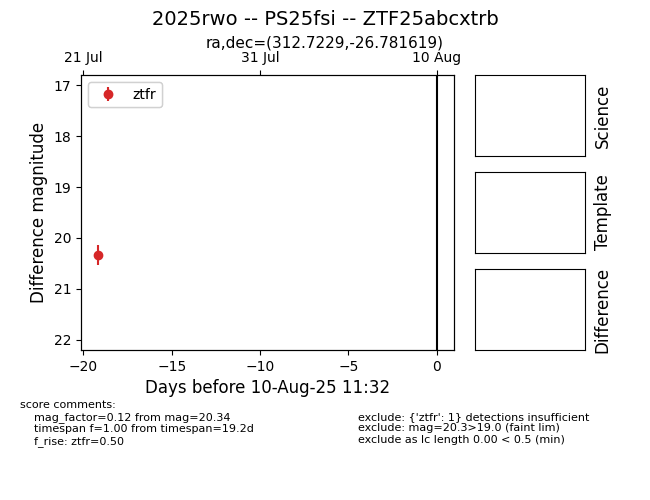 2025rwo -- PS25fsi -- ZTF25abcxtrb
ra,dec=(312.7229,-26.781619)
21 Jul
31 Jul
10 Aug
ztfr
17
18
19
20
21
22
Difference magnitude
−20
−15
−10
−5
0
Days before 10-Aug-25 11:32
Science
Template
Difference
score comments:
mag_factor=0.12 from mag=20.34
timespan f=1.00 from timespan=19.2d
f_rise: ztfr=0.50
exclude: {'ztfr': 1} detections insufficient
exclude: mag=20.3>19.0 (faint lim)
exclude as lc length 0.00 < 0.5 (min)